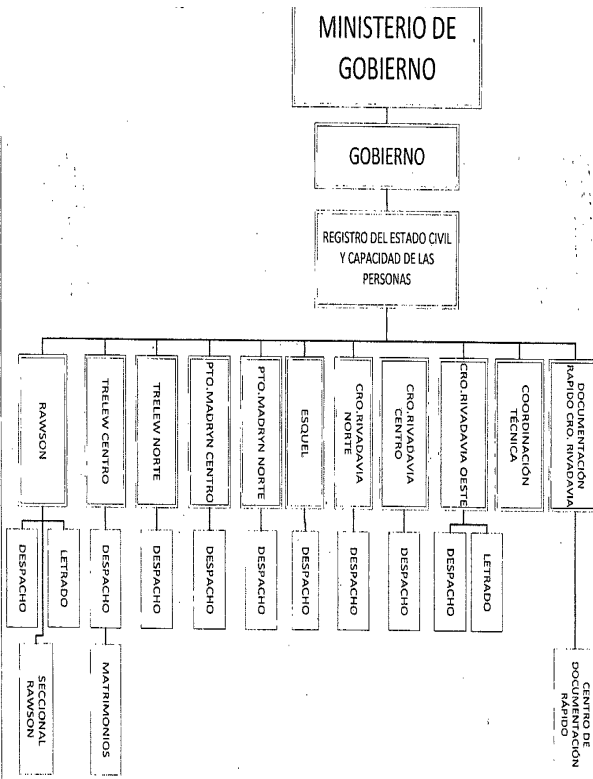 MINISTERIO DE
GOBIERNO
GOBIERNO
REGISTRO DEL ESTADO CIVIL
Y CAPACIDAD DE LAS
PERSONAS
RAWSON
TRELEW CENTRO
TRELEW NORTE
PTO.MADRYN CENTRO
PTO.MADRYN NORTE
ESQUEL
CRO.RIVADAVIA
NORTE
CRO.RIVADAVIA
CENTRO
CRO.RIVADAVIA OESTE
COORDINACIÓN
TÉCNICA
DOCUMENTACIÓN
RAPIDO CRO. RIVADAVIA
DESPACHO
LETRADO
DESPACHO
DESPACHO
DESPACHO
DESPACHO
DESPACHO
DESPACHO
DESPACHO
DESPACHO
LETRADO
SECCIONAL
RAWSON
MATRIMONIOS
CENTRO DE
DOCUMENTACIÓN
RÁPIDO